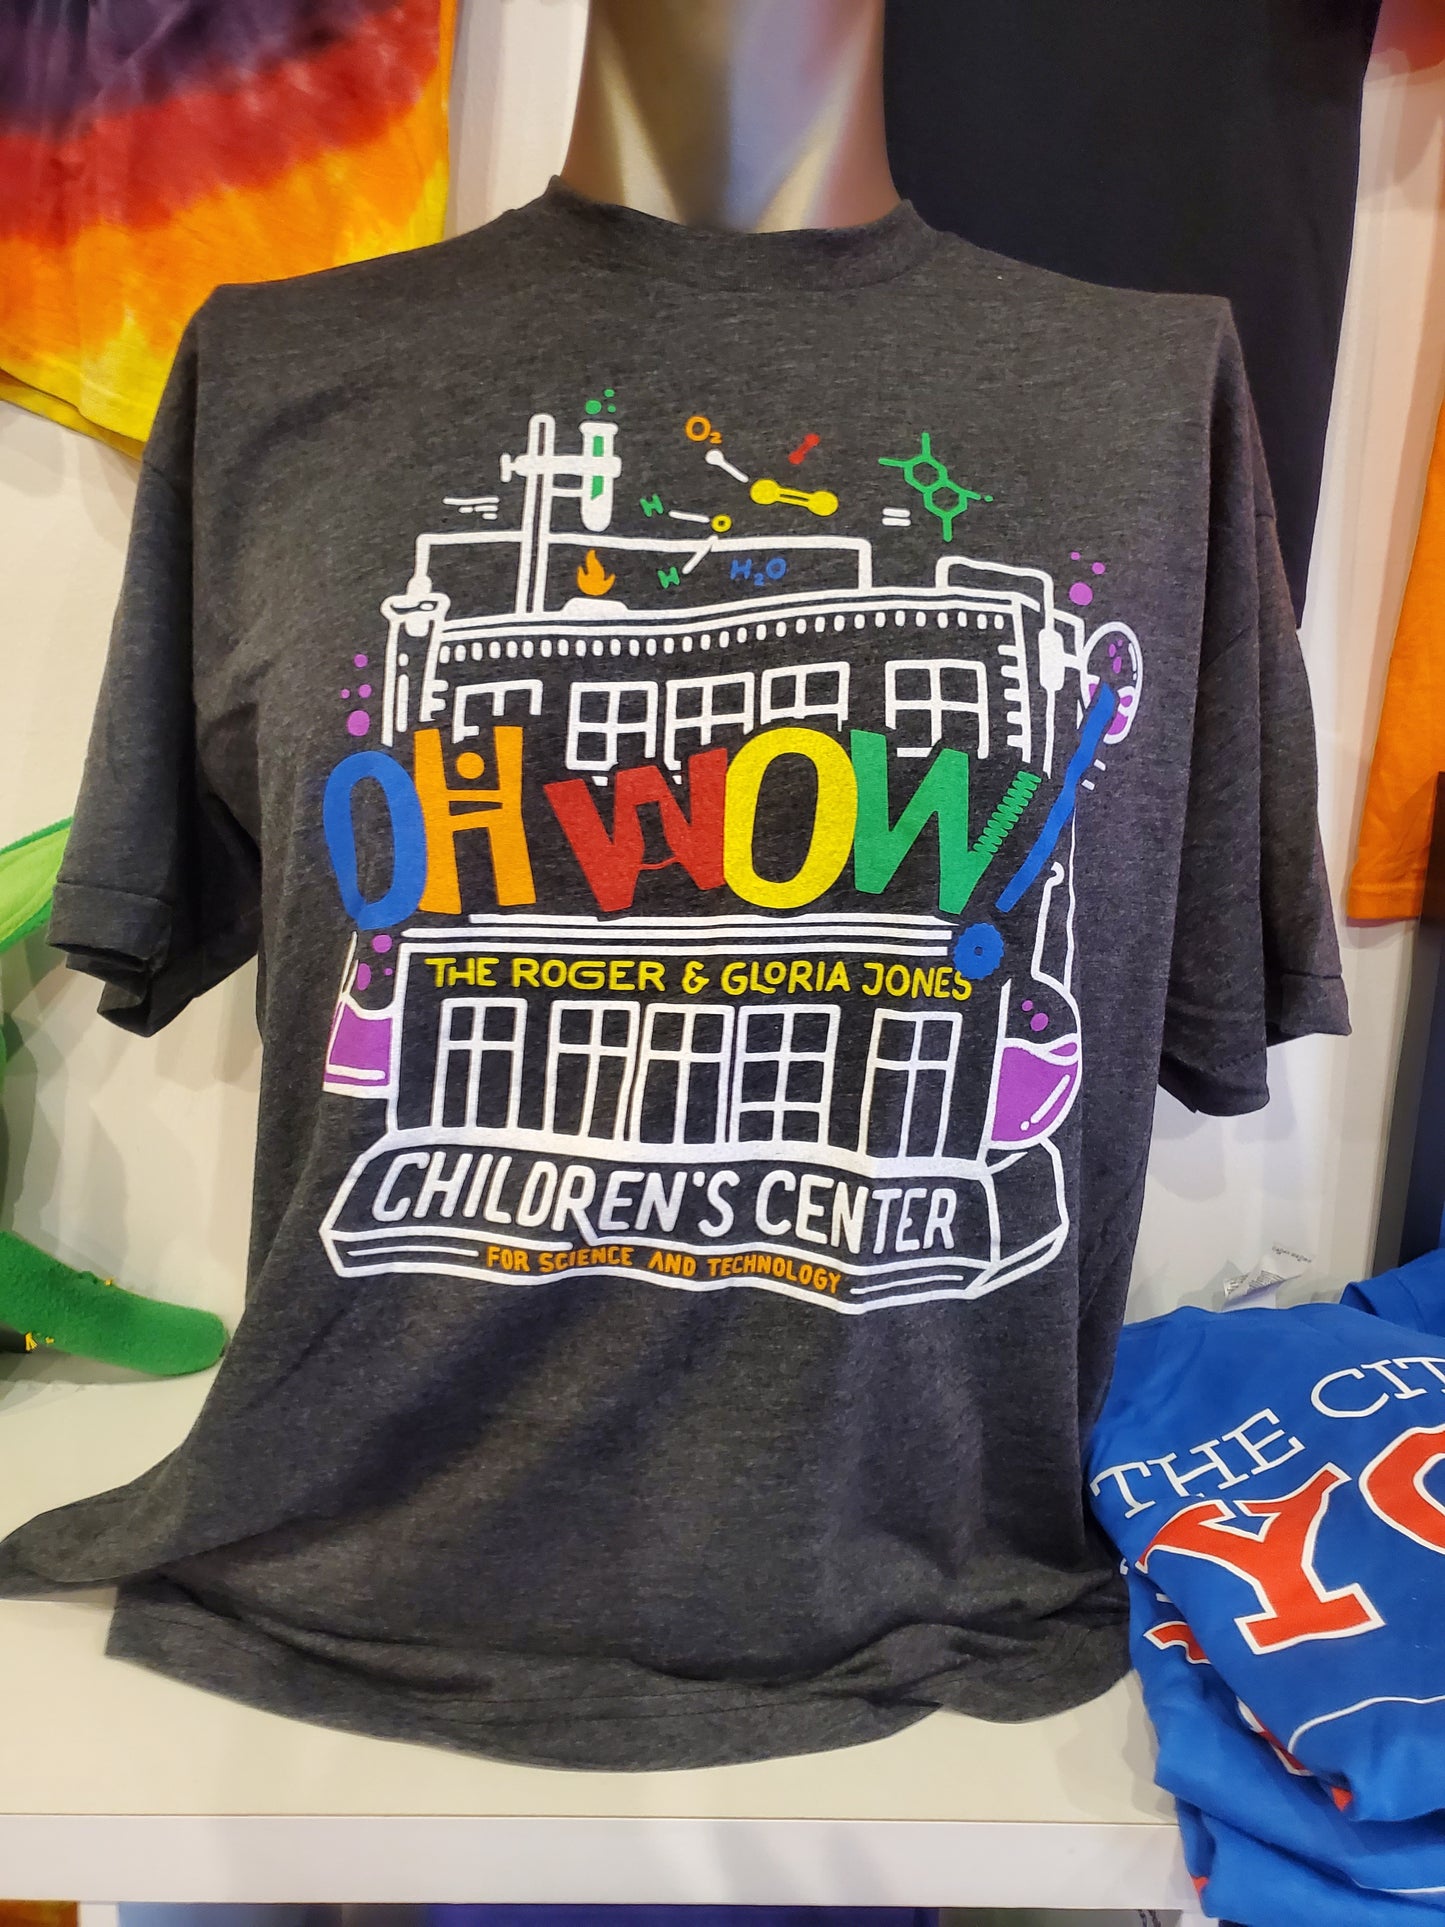 O₂
H O =
H H₂O
OH WOW!
THE ROGER & GLORIA JONES
CHILDREN'S CENTER
FOR SCIENCE AND TECHNOLOGY
THE CIT
YO